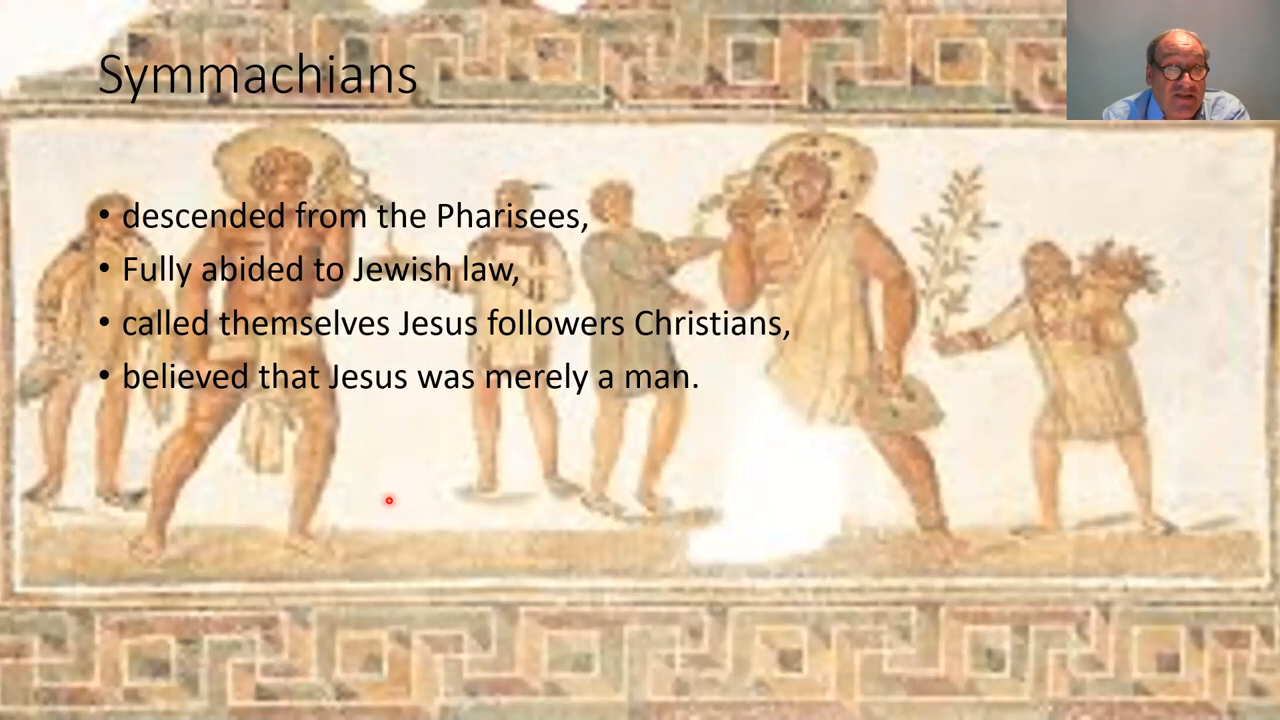 Symmachians
• descended from the Pharisees,
• Fully abided to Jewish law,
• called themselves Jesus followers Christians,
• believed that Jesus was merely a man.